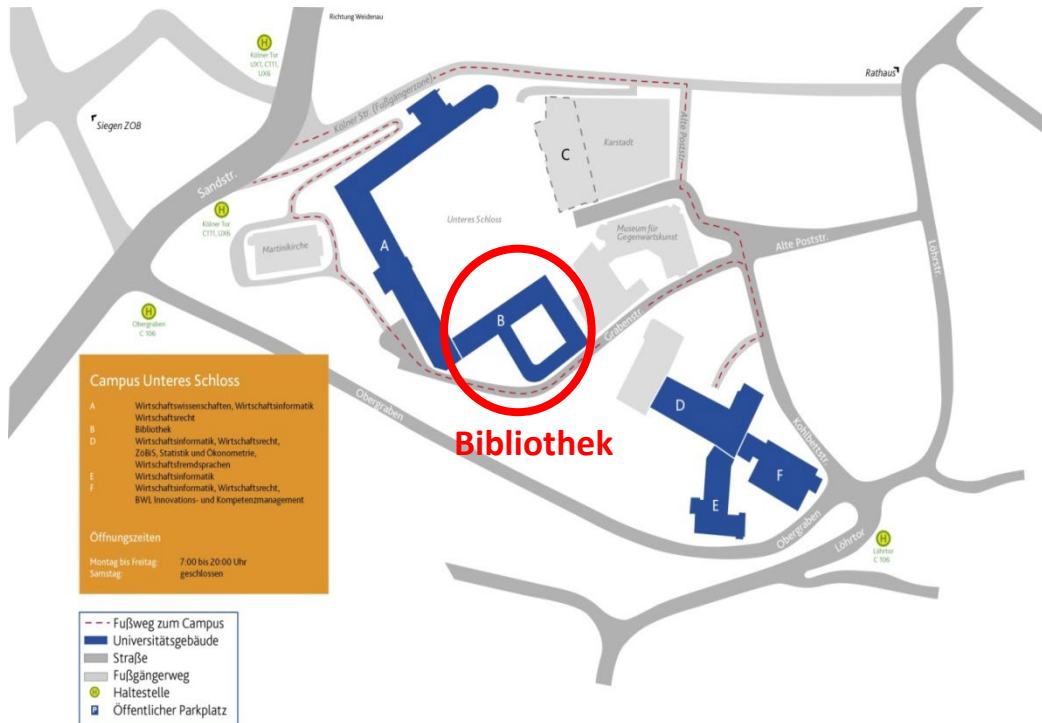 Richtung Weidenau
Kölner Tor
UX1, C111,
UX6
Rathaus
Siegen ZOB
Kölner Str. (Fußgängerzone)
Alte Poststr.
Karstadt
C
Sandstr.
Kölner Tor
C111, UX6
Unteres Schloss
Museum für
Gegenwartskunst
Martinikirche
A
Alte Poststr.
Löhrstr.
Obergraben
C 106
B
Grabenstr.
Obergraben
Bibliothek
D
Kohlbettstr.
F
E
Obergraben
Löhrtor
Löhrtor
C 106
Campus Unteres Schloss
A Wirtschaftswissenschaften, Wirtschaftsinformatik
Wirtschaftsrecht
B Bibliothek
D Wirtschaftsinformatik, Wirtschaftsrecht,
ZöBiS, Statistik und Ökonometrie,
Wirtschaftsfremdsprachen
E Wirtschaftsinformatik
F Wirtschaftsinformatik, Wirtschaftsrecht,
BWL Innovations- und Kompetenzmanagement
Öffnungszeiten
Montag bis Freitag: 7:00 bis 20:00 Uhr
Samstag: geschlossen
Fußweg zum Campus
Universitätsgebäude
Straße
Fußgängerweg
H Haltestelle
P Öffentlicher Parkplatz